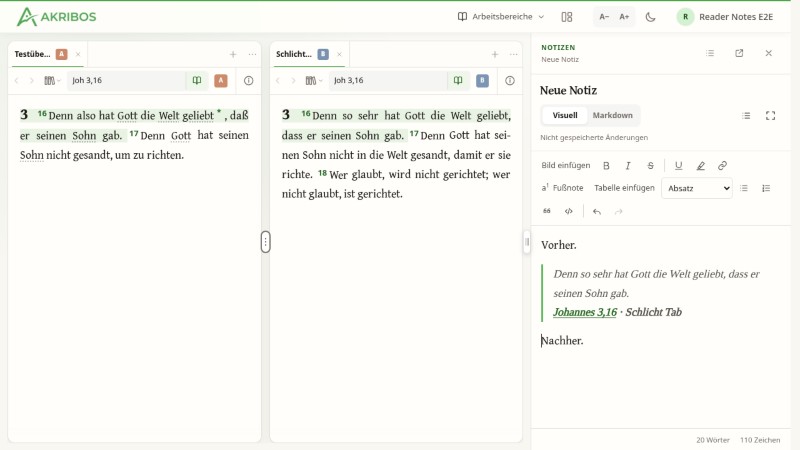 AKRIBOS
Arbeitsbereiche
A− A+
R Reader Notes E2E
Testübe... A ×
Joh 3,16 A
3 16 Denn also hat Gott die Welt geliebt * , daß
er seinen Sohn gab. 17 Denn Gott hat seinen
Sohn nicht gesandt, um zu richten.
Schlicht... B ×
Joh 3,16 B
3 16 Denn so sehr hat Gott die Welt geliebt,
dass er seinen Sohn gab. 17 Denn Gott hat sei-
nen Sohn nicht in die Welt gesandt, damit er sie
richte. 18 Wer glaubt, wird nicht gerichtet; wer
nicht glaubt, ist gerichtet.
NOTIZEN
Neue Notiz
Neue Notiz
Visuell Markdown
Nicht gespeicherte Änderungen
Bild einfügen B I S U
a¹ Fußnote Tabelle einfügen Absatz
Vorher.
Denn so sehr hat Gott die Welt geliebt, dass er
seinen Sohn gab.
Johannes 3,16 · Schlicht Tab
Nachher.
20 Wörter 110 Zeichen